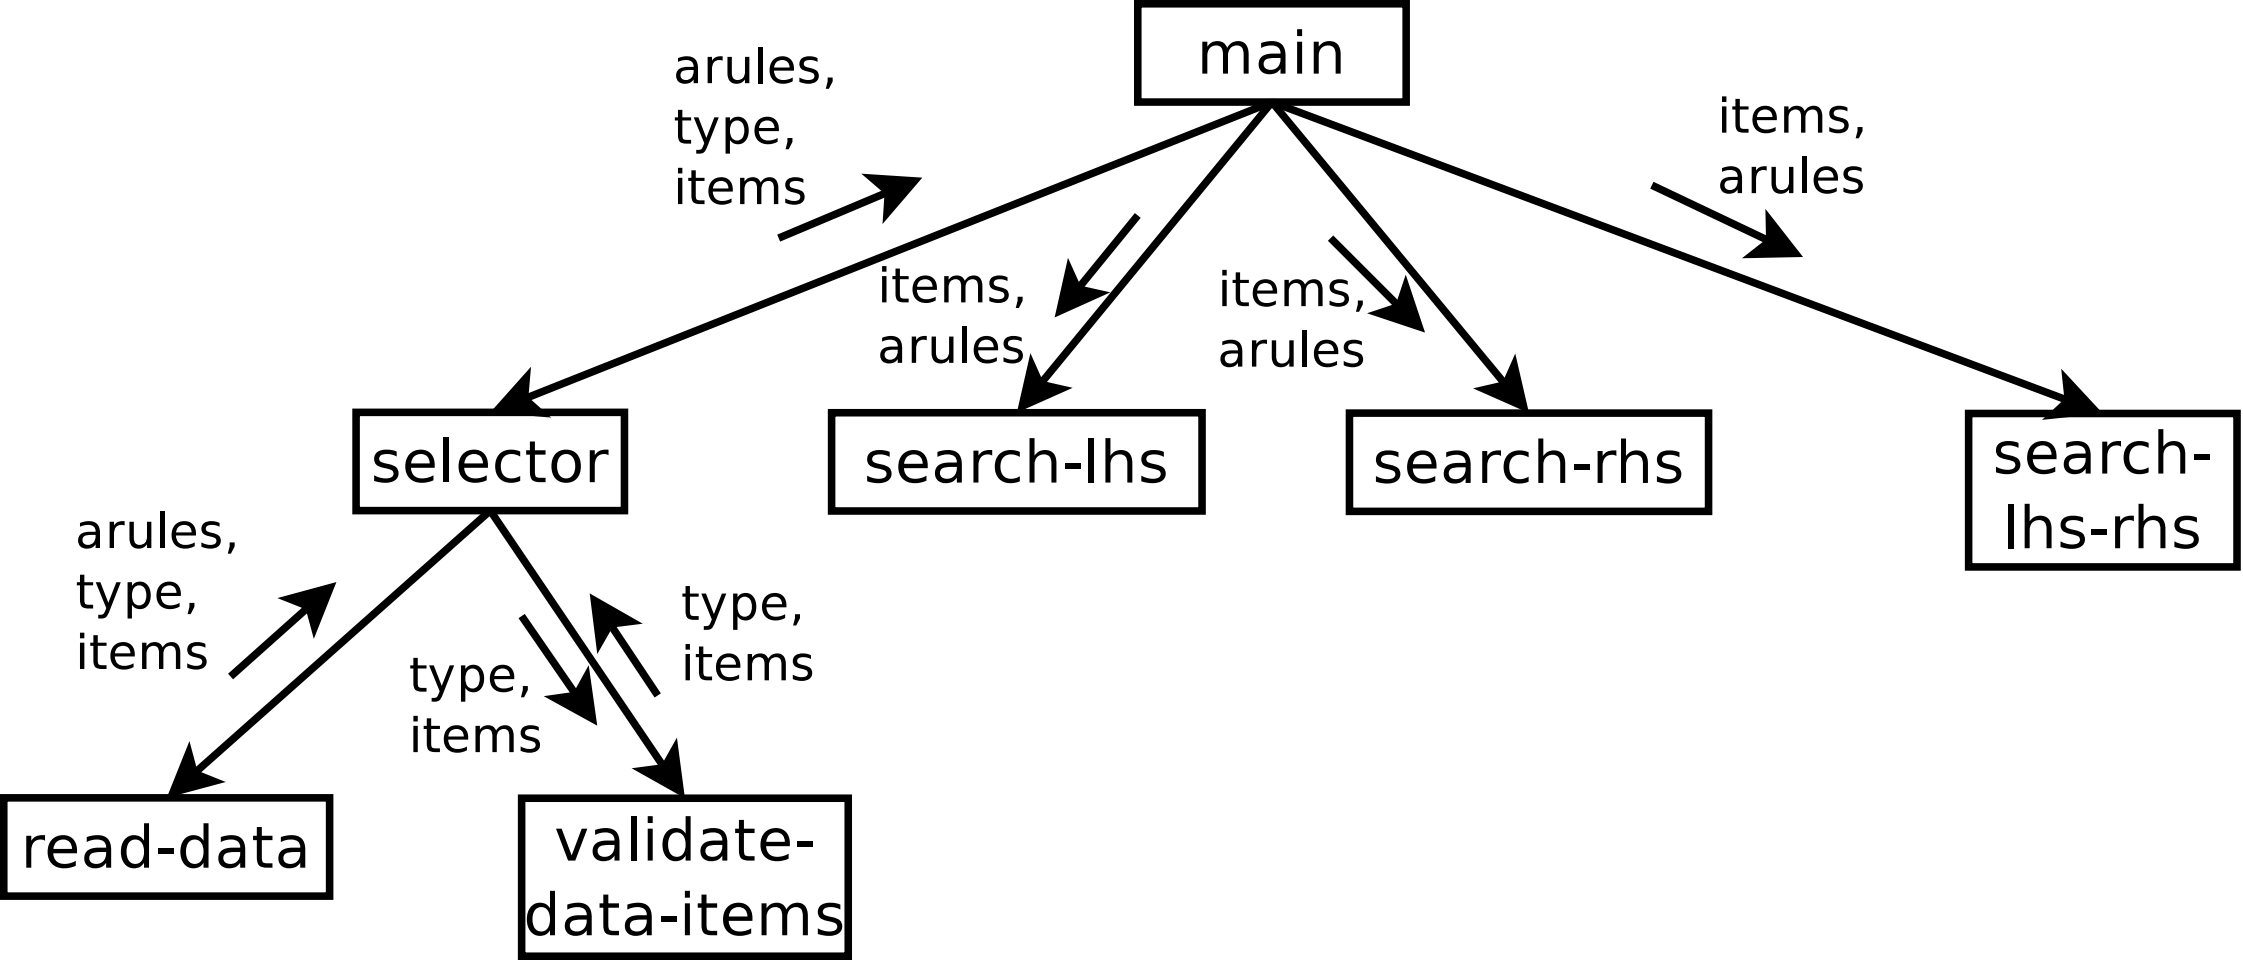 main
arules,
type,
items
items,
arules
items,
arules
items,
arules
selector
search-lhs
search-rhs
search-
lhs-rhs
arules,
type,
items
type,
items
type,
items
read-data
validate-
data-items